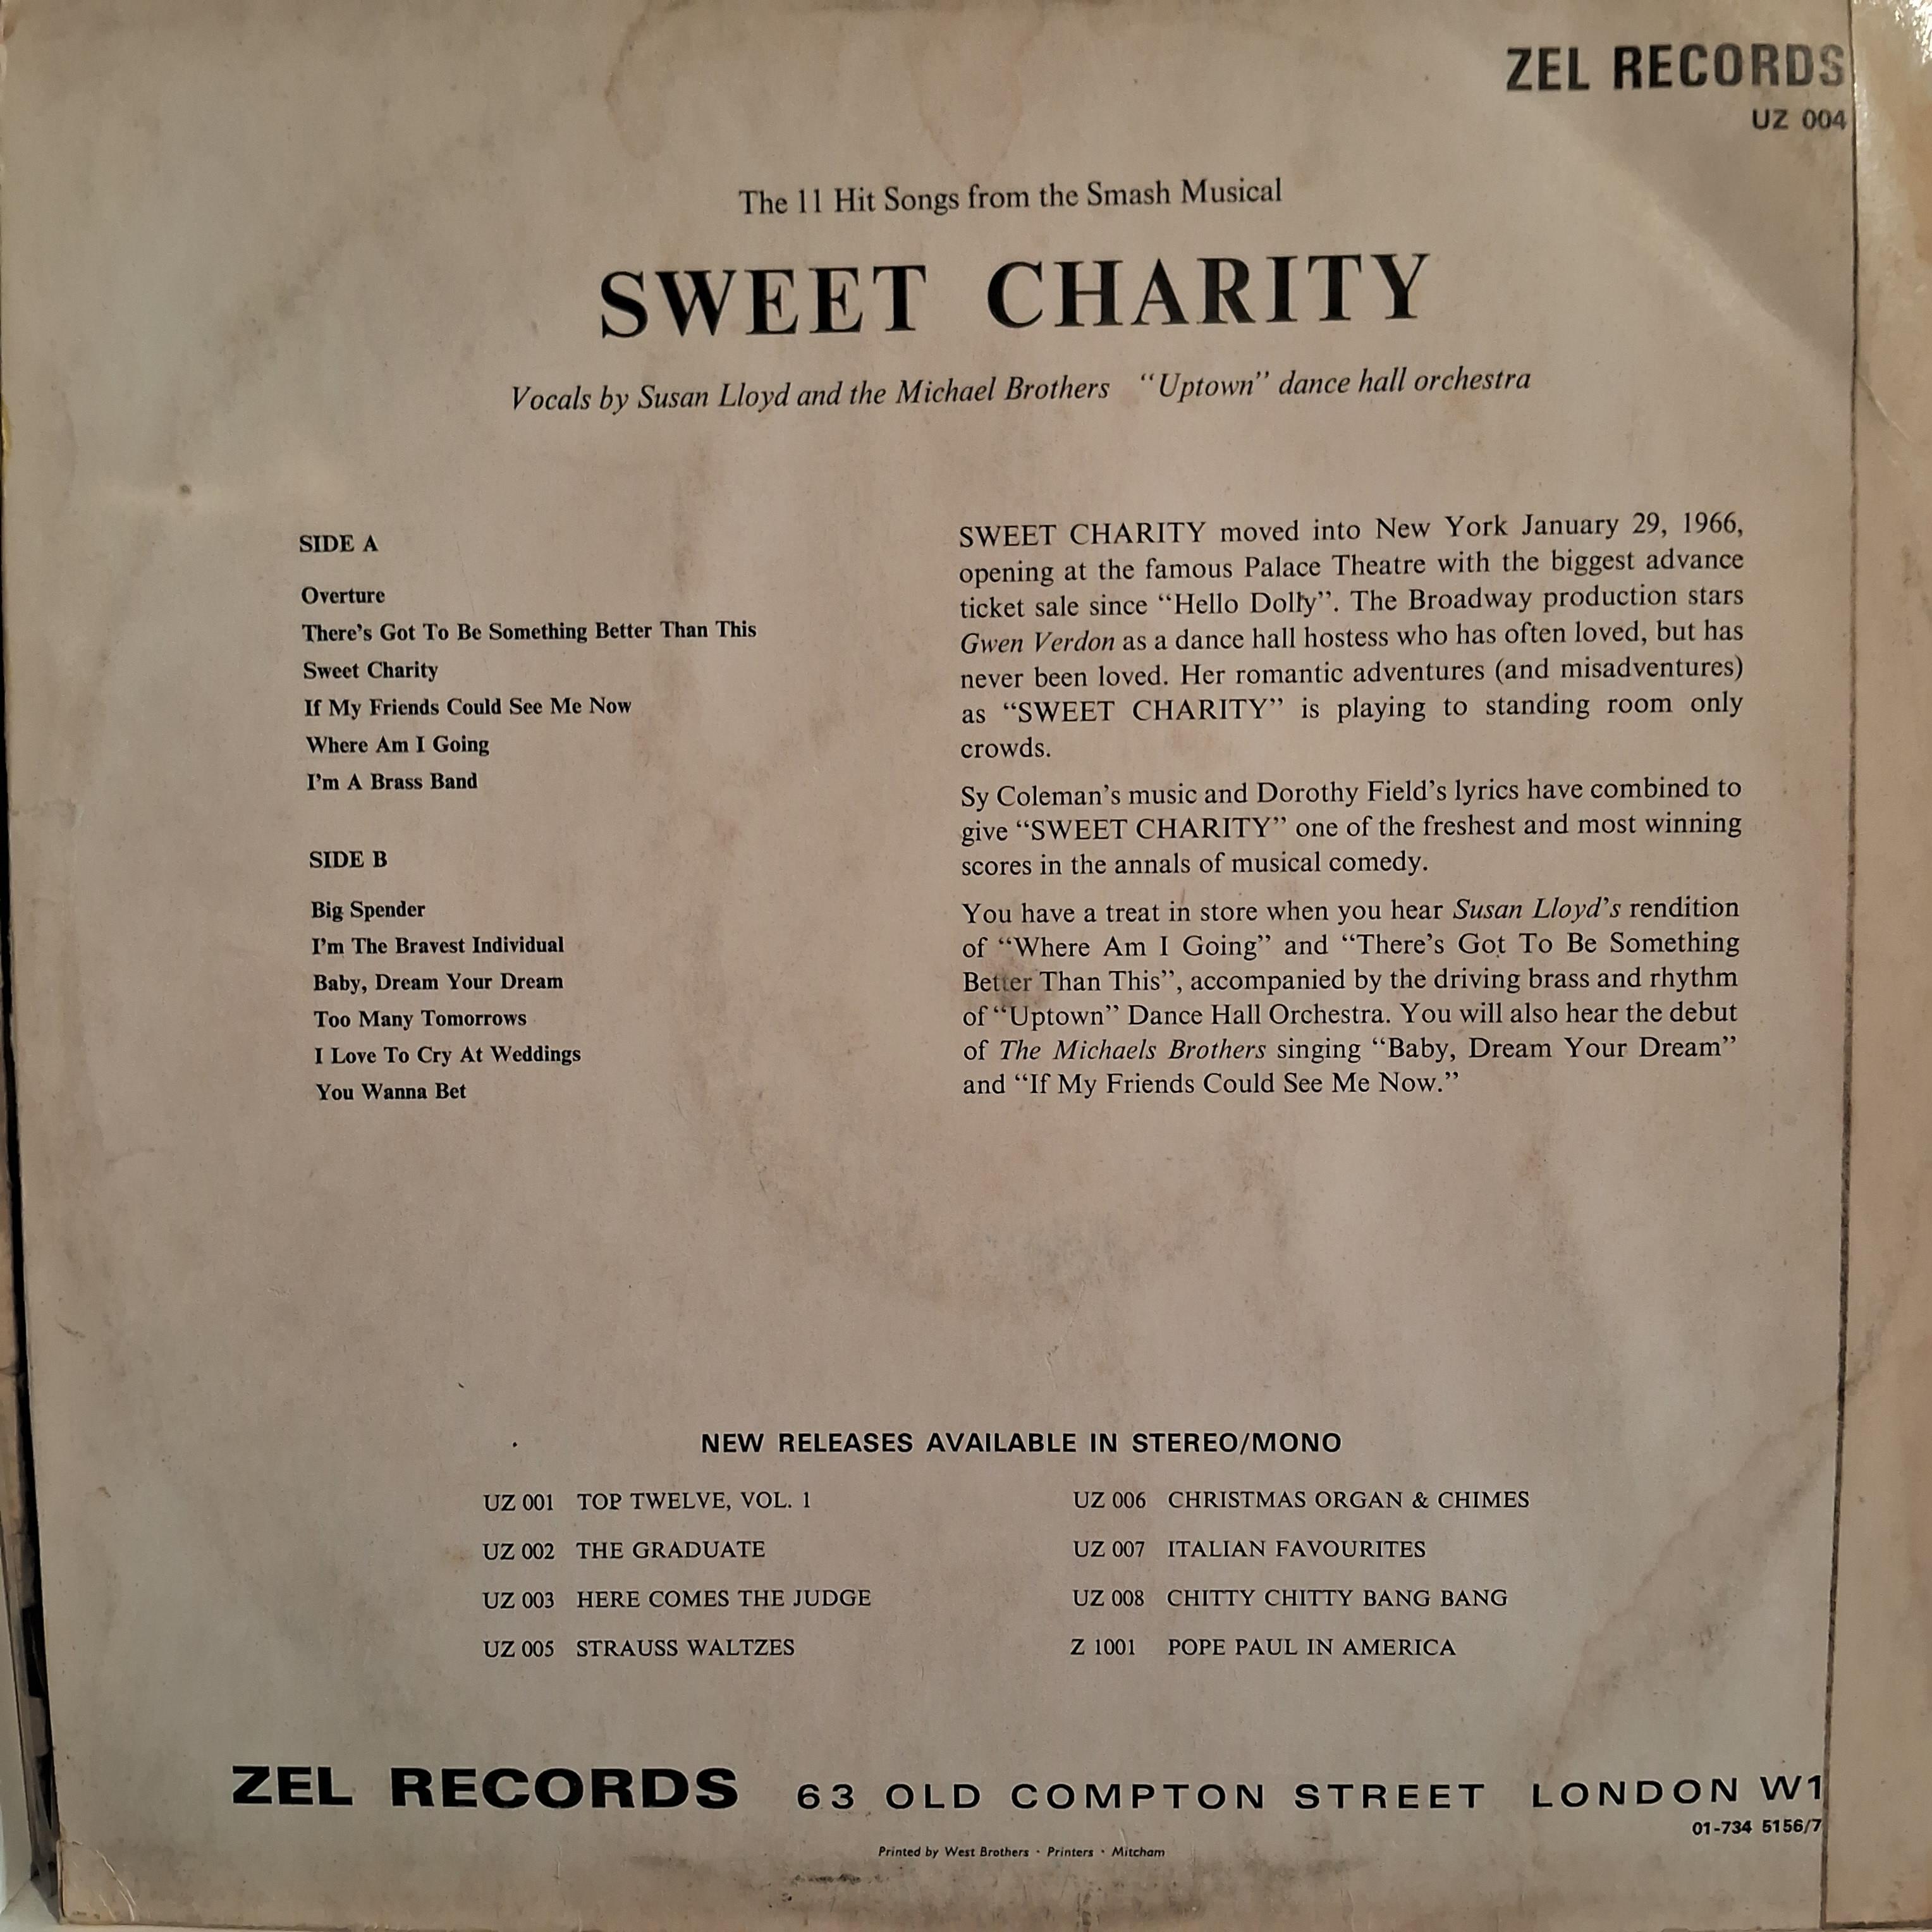 ZEL RECORDS
UZ 004
The 11 Hit Songs from the Smash Musical
SWEET CHARITY
Vocals by Susan Lloyd and the Michael Brothers “Uptown” dance hall orchestra
SIDE A
Overture
There’s Got To Be Something Better Than This
Sweet Charity
If My Friends Could See Me Now
Where Am I Going
I’m A Brass Band
SIDE B
Big Spender
I’m The Bravest Individual
Baby, Dream Your Dream
Too Many Tomorrows
I Love To Cry At Weddings
You Wanna Bet
SWEET CHARITY moved into New York January 29, 1966,
opening at the famous Palace Theatre with the biggest advance
ticket sale since “Hello Dolly”. The Broadway production stars
Gwen Verdon as a dance hall hostess who has often loved, but has
never been loved. Her romantic adventures (and misadventures)
as “SWEET CHARITY” is playing to standing room only
crowds.
Sy Coleman’s music and Dorothy Field’s lyrics have combined to
give “SWEET CHARITY” one of the freshest and most winning
scores in the annals of musical comedy.
You have a treat in store when you hear Susan Lloyd’s rendition
of “Where Am I Going” and “There’s Got To Be Something
Better Than This”, accompanied by the driving brass and rhythm
of “Uptown” Dance Hall Orchestra. You will also hear the debut
of The Michaels Brothers singing “Baby, Dream Your Dream”
and “If My Friends Could See Me Now.”
NEW RELEASES AVAILABLE IN STEREO/MONO
UZ 001 TOP TWELVE, VOL. 1
UZ 002 THE GRADUATE
UZ 003 HERE COMES THE JUDGE
UZ 005 STRAUSS WALTZES
UZ 006 CHRISTMAS ORGAN & CHIMES
UZ 007 ITALIAN FAVOURITES
UZ 008 CHITTY CHITTY BANG BANG
Z 1001 POPE PAUL IN AMERICA
ZEL RECORDS 63 OLD COMPTON STREET LONDON W1
01-734 5156/7
Printed by West Brothers · Printers · Mitcham